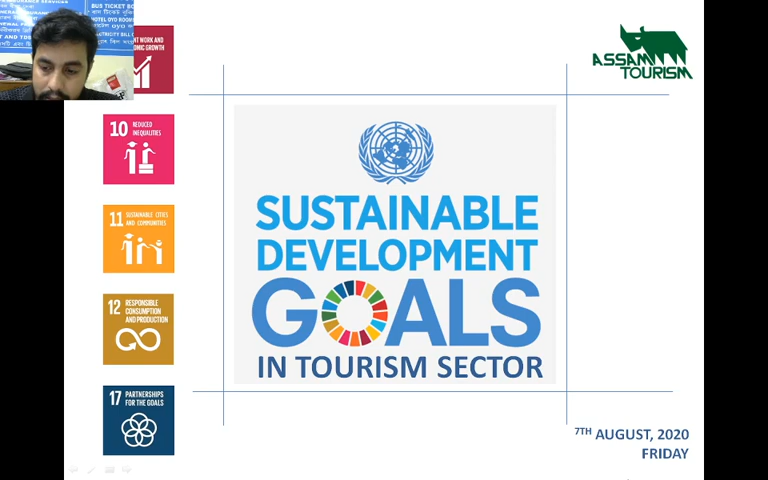 BUS TICKET BO
HOTEL OYO ROOM
NT WORK AND
OMIC GROWTH
ASSAM
TOURISM
10 REDUCED
INEQUALITIES
11 SUSTAINABLE CITIES
AND COMMUNITIES
12 RESPONSIBLE
CONSUMPTION
AND PRODUCTION
17 PARTNERSHIPS
FOR THE GOALS
SUSTAINABLE
DEVELOPMENT
GOALS
IN TOURISM SECTOR
7TH AUGUST, 2020
FRIDAY